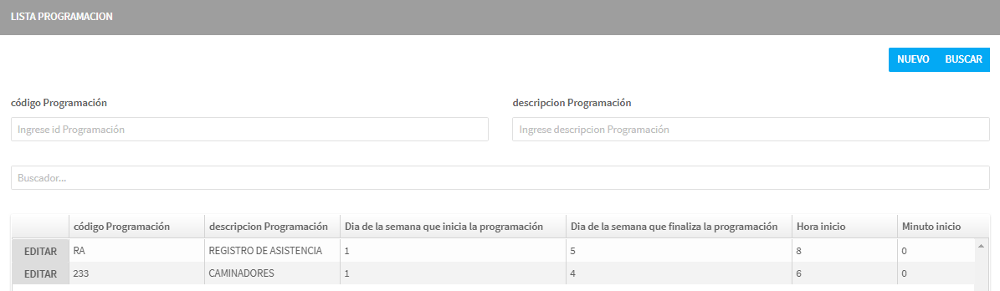 LISTA PROGRAMACION
NUEVO BUSCAR
código Programación descripcion Programación
Ingrese id Programación Ingrese descripcion Programación
Buscador...
código Programación descripcion Programación Dia de la semana que inicia la programación Dia de la semana que finaliza la programación Hora inicio Minuto inicio
EDITAR RA REGISTRO DE ASISTENCIA 1 5 8 0
EDITAR 233 CAMINADORES 1 4 6 0